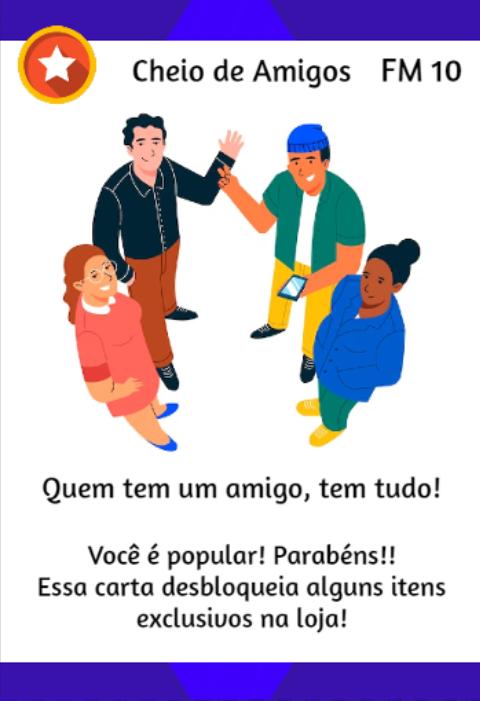 Cheio de Amigos FM 10
Quem tem um amigo, tem tudo!
Você é popular! Parabéns!!
Essa carta desbloqueia alguns itens
exclusivos na loja!